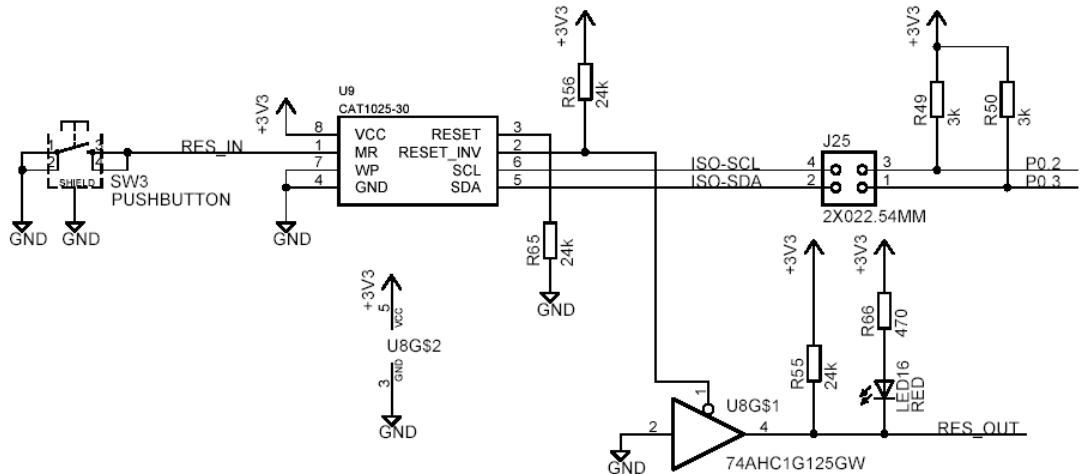 +3V3
R56
24k
+3V3
R49
3k
R50
3k
U9
CAT1025-30
+3V3
8 VCC RESET 3
1 MR RESET_INV 2
7 WP SCL 6
4 GND SDA 5
1 3
2 4
SHIELD
SW3
PUSHBUTTON
RES_IN
GND GND
GND
ISO-SCL
ISO-SDA
J25
4 3
2 1
2X022.54MM
P0.2
P0.3
R65
24k
GND
+3V3
5 VCC
U8G$2
3 GND
GND
+3V3
R55
24k
+3V3
R66
470
LED16
RED
1
U8G$1
2 4
74AHC1G125GW
GND
RES_OUT